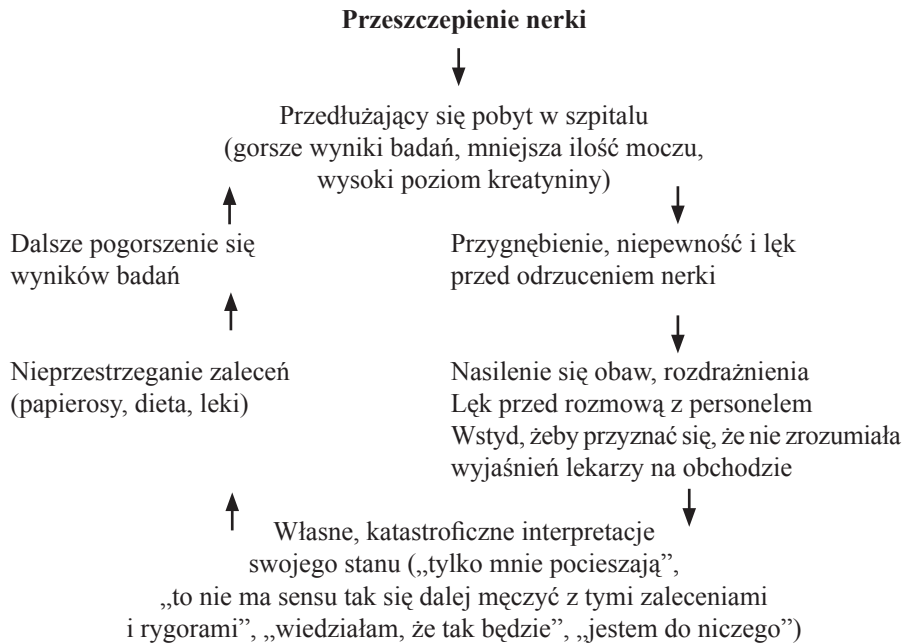 Przeszczepienie nerki
Przedłużający się pobyt w szpitalu
(gorsze wyniki badań, mniejsza ilość moczu,
wysoki poziom kreatyniny)
Dalsze pogorszenie się
wyników badań
Przygnębienie, niepewność i lęk
przed odrzuceniem nerki
Nieprzestrzeganie zaleceń
(papierosy, dieta, leki)
Nasilenie się obaw, rozdrażnienia
Lęk przed rozmową z personelem
Wstyd, żeby przyznać się, że nie zrozumiała
wyjaśnień lekarzy na obchodzie
Własne, katastroficzne interpretacje
swojego stanu („tylko mnie pocieszają”,
„to nie ma sensu tak się dalej męczyć z tymi zaleceniami
i rygorami”, „wiedziałam, że tak będzie”, „jestem do niczego”)